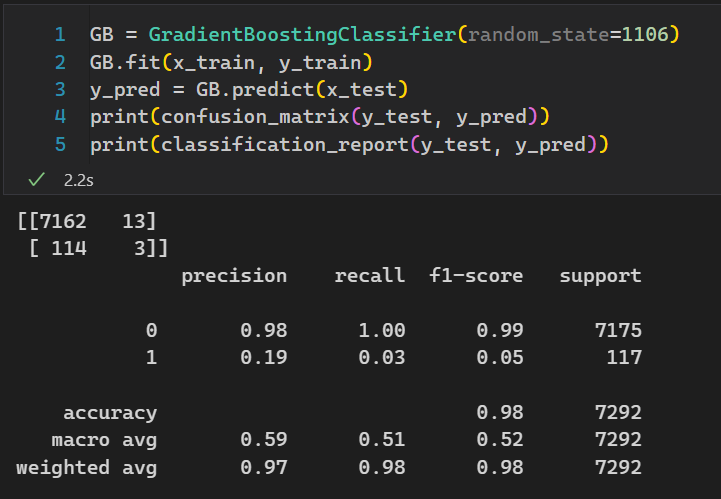 1 GB = GradientBoostingClassifier(random_state=1106)
2 GB.fit(x_train, y_train)
3 y_pred = GB.predict(x_test)
4 print(confusion_matrix(y_test, y_pred))
5 print(classification_report(y_test, y_pred))
✓ 2.2s
[[7162 13]
[ 114 3]]
precision recall f1-score support
0 0.98 1.00 0.99 7175
1 0.19 0.03 0.05 117
accuracy 0.98 7292
macro avg 0.59 0.51 0.52 7292
weighted avg 0.97 0.98 0.98 7292